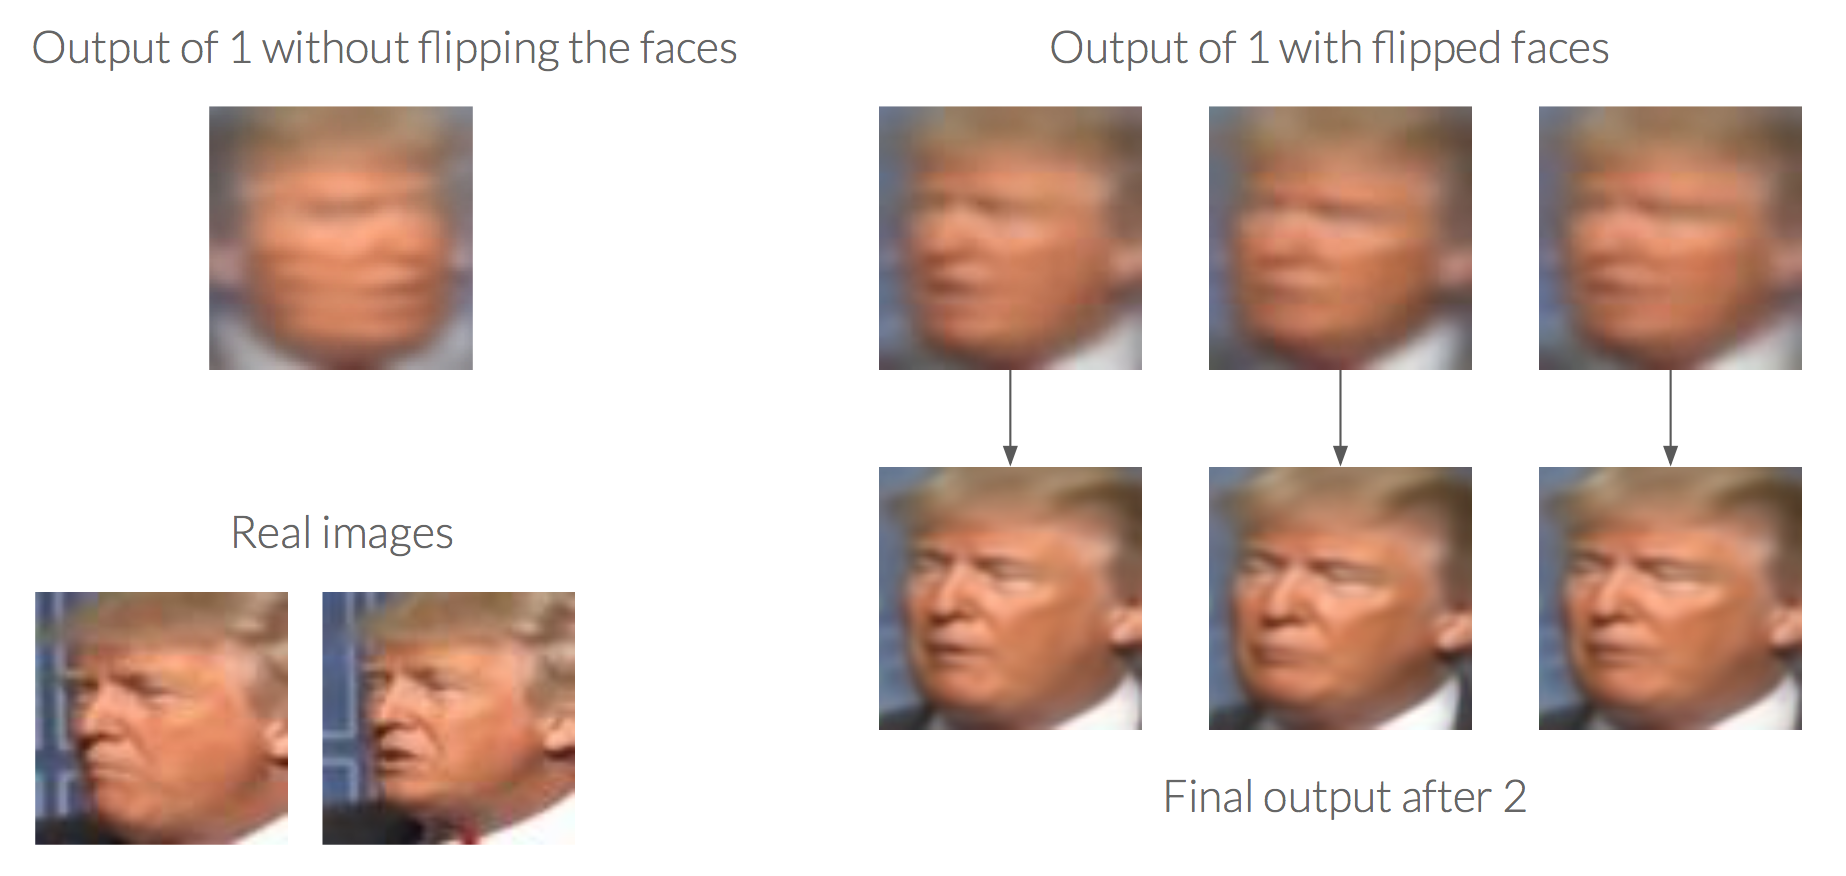 Output of 1 without flipping the faces
Output of 1 with flipped faces
Real images
Final output after 2